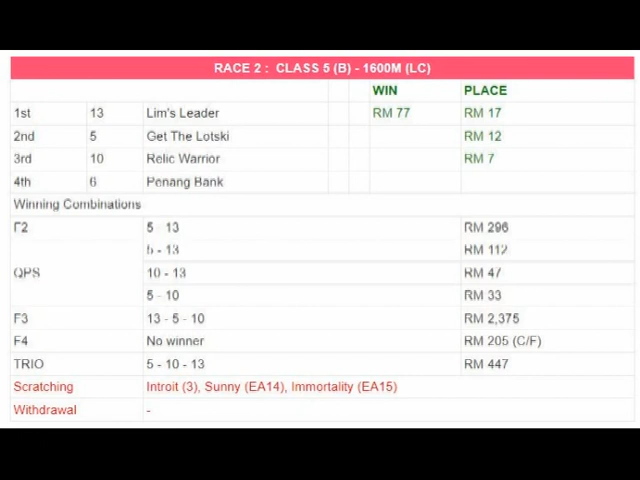 RACE 2 : CLASS 5 (B) - 1600M (LC)
WIN PLACE
1st 13 Lim's Leader RM 77 RM 17
2nd 5 Get The Lotski RM 12
3rd 10 Relic Warrior RM 7
4th 6 Penang Bank
Winning Combinations
F2 5 - 13 RM 296
5 - 13 RM 112
QPS 10 - 13 RM 47
5 - 10 RM 33
F3 13 - 5 - 10 RM 2,375
F4 No winner RM 205 (C/F)
TRIO 5 - 10 - 13 RM 447
Scratching Introit (3), Sunny (EA14), Immortality (EA15)
Withdrawal -